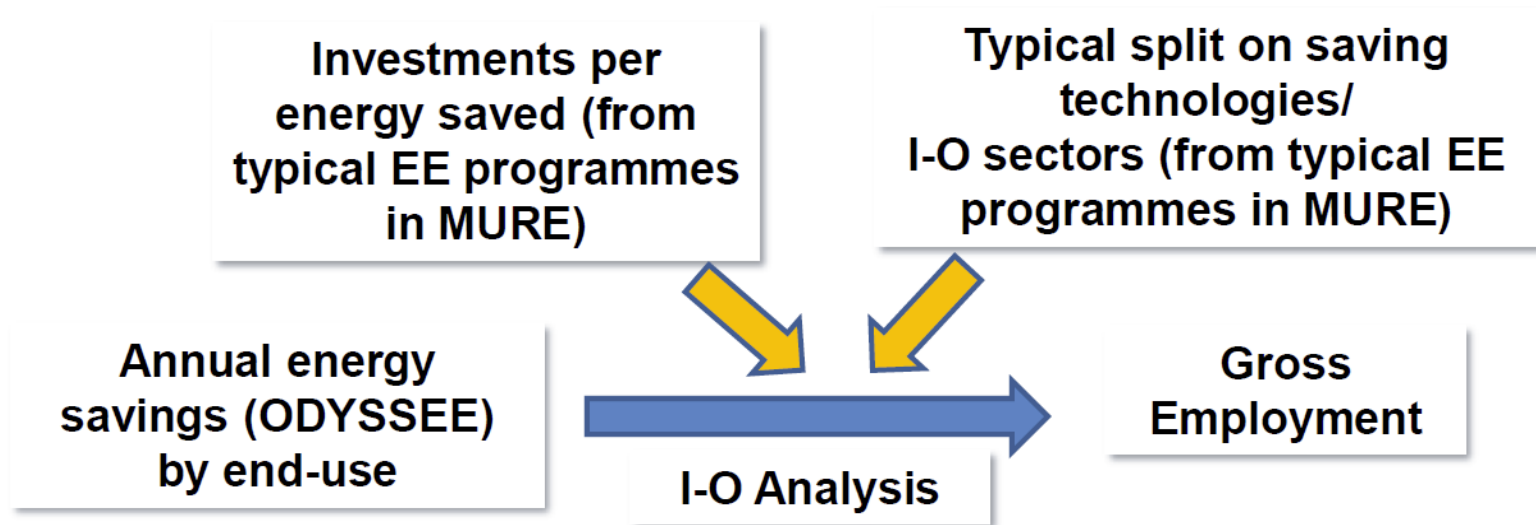 Investments per
energy saved (from
typical EE programmes
in MURE)
Typical split on saving
technologies/
I-O sectors (from typical EE
programmes in MURE)
Annual energy
savings (ODYSSEE)
by end-use
I-O Analysis
Gross
Employment